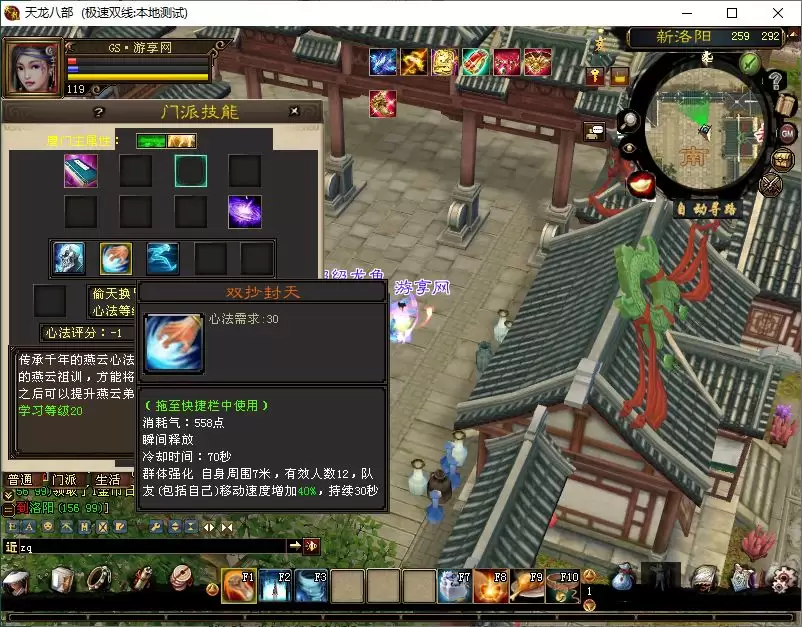 天龙八部 (极速双线:本地测试)
GS·游享网
119
新洛阳 259 292
GM
南
自动寻路
门派技能
厦门主属性:
双抄封天
心法需求:30
(拖至快捷栏中使用)
消耗气:558点
瞬间释放
冷却时间:70秒
群体强化 自身周围7米,有效人数12,队
友(包括自己)移动速度增加40%,持续30秒
偷天换
心法等
心法评分:-1
传承千年的燕云心法
的燕云祖训,方能将
之后可以提升燕云弟
学习等级20
游享网
普通 门派 生活
到洛阳(156 99)]
近 zg
F1 F2 F3 F7 F8 F9 F10
1